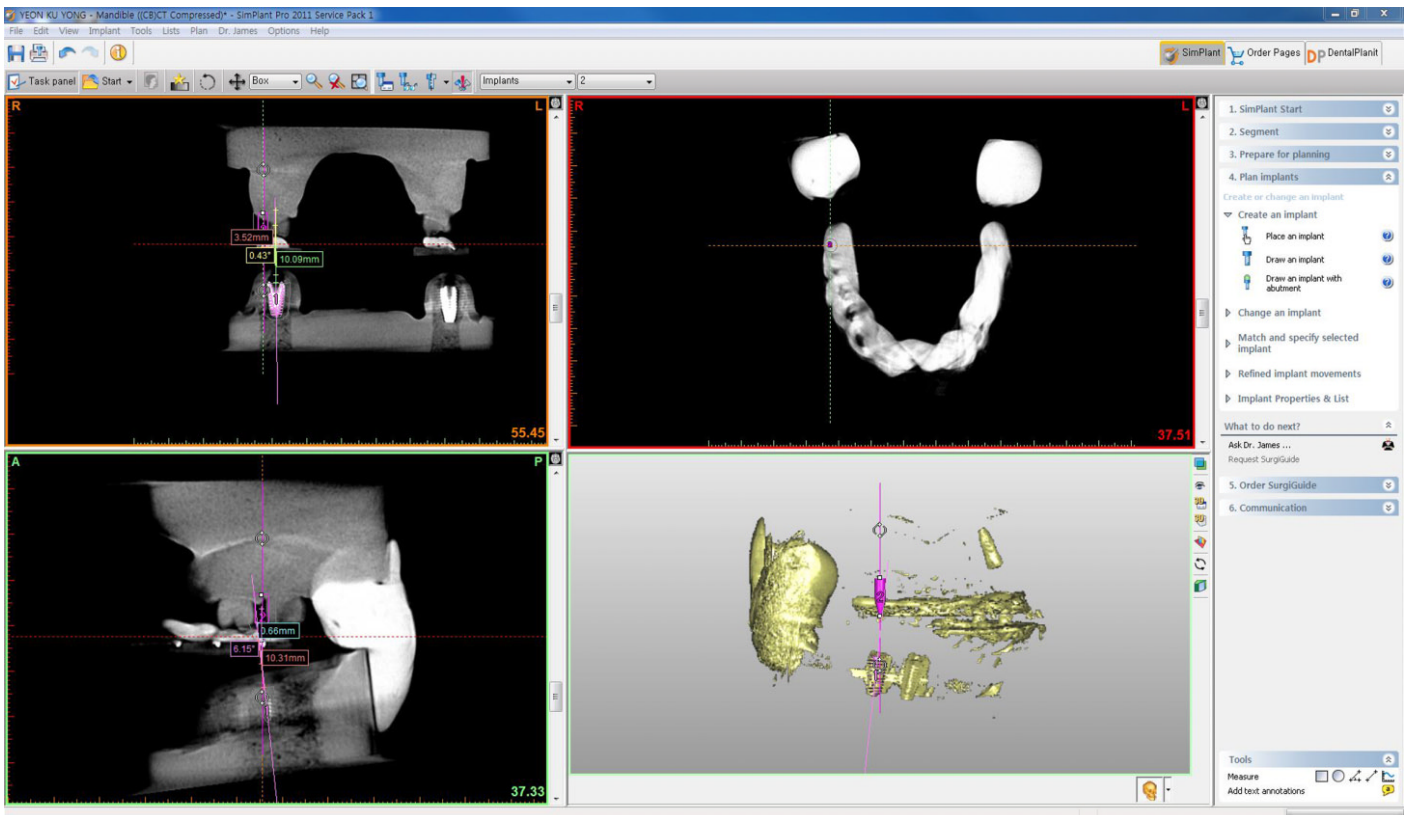 YEON KU YONG - Mandible ((CB)CT Compressed)* - SimPlant Pro 2011 Service Pack 1
File Edit View Implant Tools Lists Plan Dr. James Options Help
SimPlant Order Pages DentalPlanit
Task panel Start Box Implants 2
R L
3.52mm
0.43°
10.09mm
1
55.45
R L
37.51
A P
0.66mm
6.15°
10.31mm
37.33
2
1. SimPlant Start
2. Segment
3. Prepare for planning
4. Plan implants
Create or change an implant
Create an implant
Place an implant
Draw an implant
Draw an implant with
abutment
Change an implant
Match and specify selected
implant
Refined implant movements
Implant Properties & List
What to do next?
Ask Dr. James ...
Request SurgiGuide
5. Order SurgiGuide
6. Communication
Tools
Measure
Add text annotations